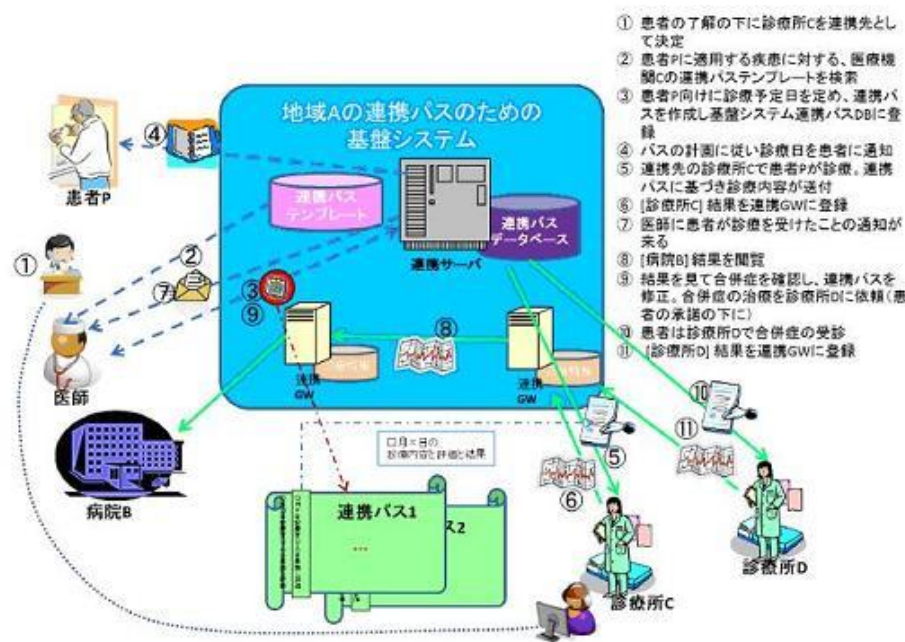 ① 患者の了解の下に診療所Cを連携先とし
て決定
② 患者Pに適用する疾患に対する、医療機
関Cの連携パステンプレートを検索
③ 患者P向けに診療予定日を定め、連携パ
スを作成し基盤システム連携パスDBに登
録
④ パスの計画に従い診療日を患者に通知
⑤ 連携先の診療所Cで患者Pが診療。連携
パスに基づき診療内容が送付
⑥ [診療所C] 結果を連携GWに登録
⑦ 医師に患者が診療を受けたことの通知が
来る
⑧ [病院B] 結果を閲覧
⑨ 結果を見て合併症を確認し、連携パスを
修正。合併症の治療を診療所Dに依頼(患
者の承諾の下に)
⑩ 患者は診療所Dで合併症の受診
⑪ [診療所D] 結果を連携GWに登録
地域Aの連携パスのための
基盤システム
④
患者P
連携パス
テンプレート
連携サーバ
連携パス
データベース
①
②
⑦
③
⑨
⑧
医師
連携
GW
連携
GW
⑩
⑪
⑤
⑥
病院B
口月×日の
診療内容と評価と結果
連携パス1
...
ス2
診療所C
診療所D